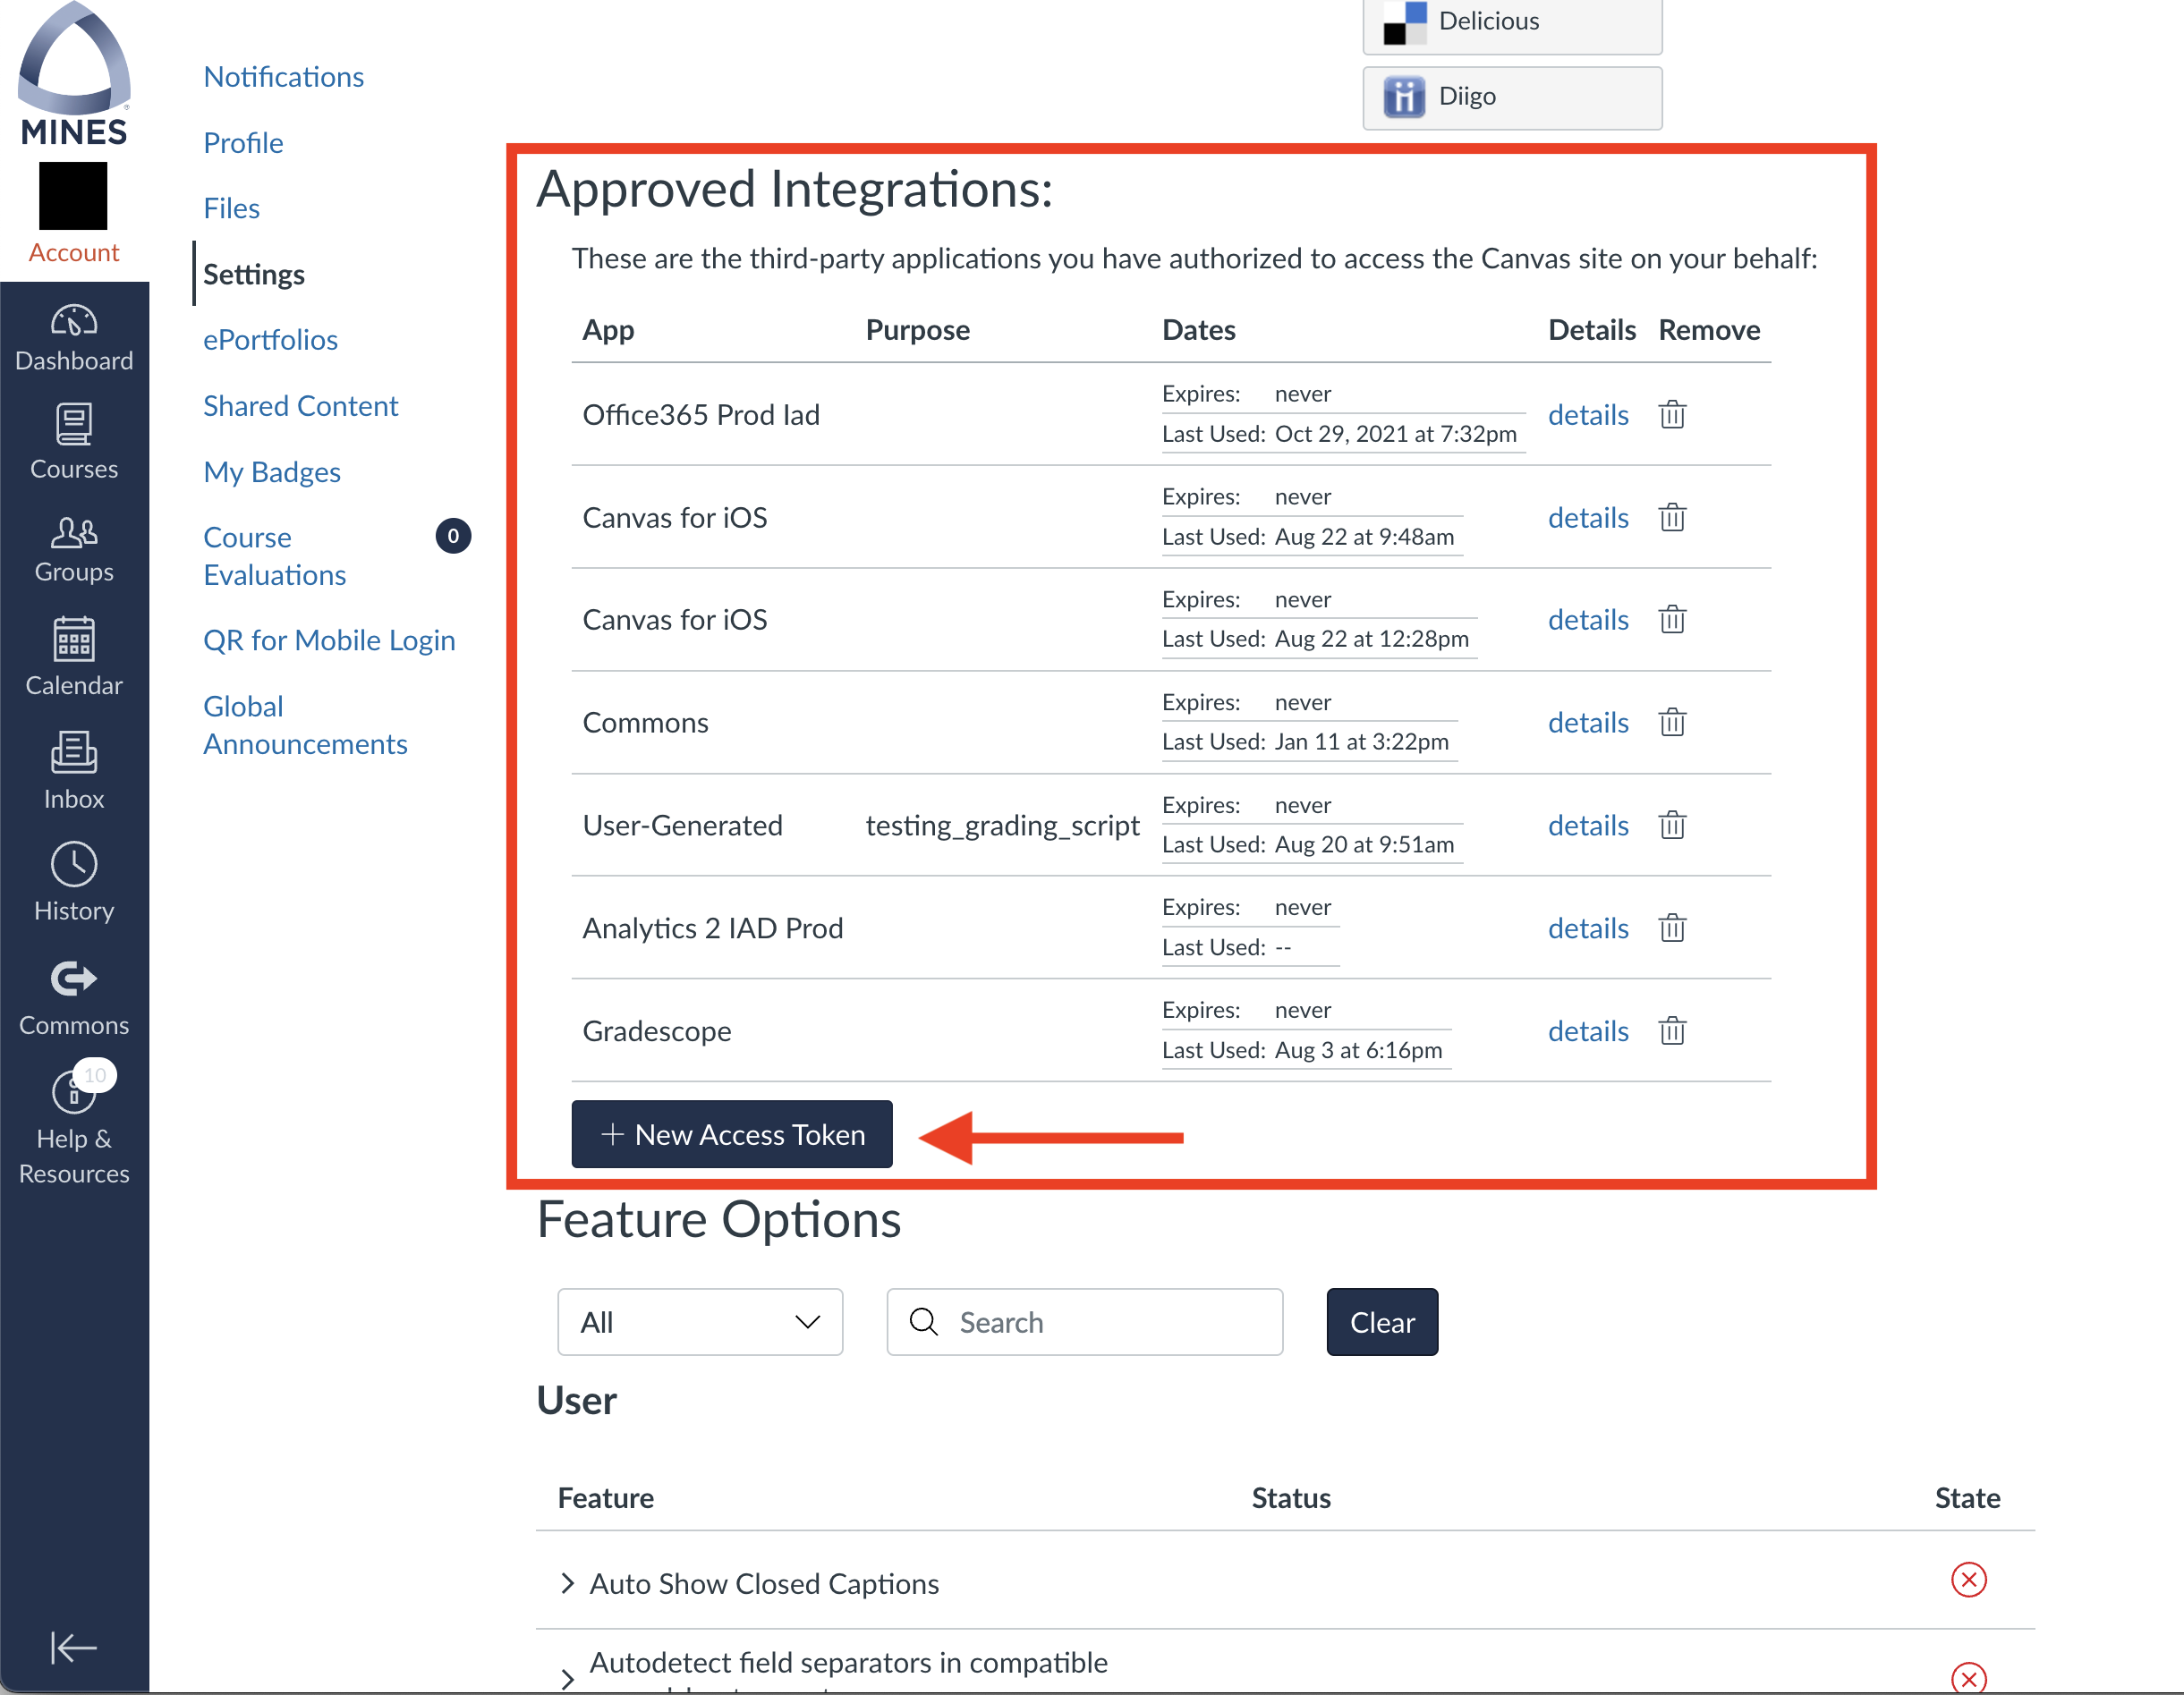 MINES
Account
Dashboard
Courses
Groups
Calendar
Inbox
History
Commons
10
Help &
Resources
Notifications
Profile
Files
Settings
ePortfolios
Shared Content
My Badges
Course
Evaluations
0
QR for Mobile Login
Global
Announcements
Delicious
Diigo
Approved Integrations:
These are the third-party applications you have authorized to access the Canvas site on your behalf:
App Purpose Dates Details Remove
Expires: never
Office365 Prod Iad details
Last Used: Oct 29, 2021 at 7:32pm
Expires: never
Canvas for iOS details
Last Used: Aug 22 at 9:48am
Expires: never
Canvas for iOS details
Last Used: Aug 22 at 12:28pm
Expires: never
Commons details
Last Used: Jan 11 at 3:22pm
Expires: never
User-Generated testing_grading_script details
Last Used: Aug 20 at 9:51am
Expires: never
Analytics 2 IAD Prod details
Last Used: --
Expires: never
Gradescope details
Last Used: Aug 3 at 6:16pm
+ New Access Token
Feature Options
All Search Clear
User
Feature Status State
Auto Show Closed Captions
Autodetect field separators in compatible